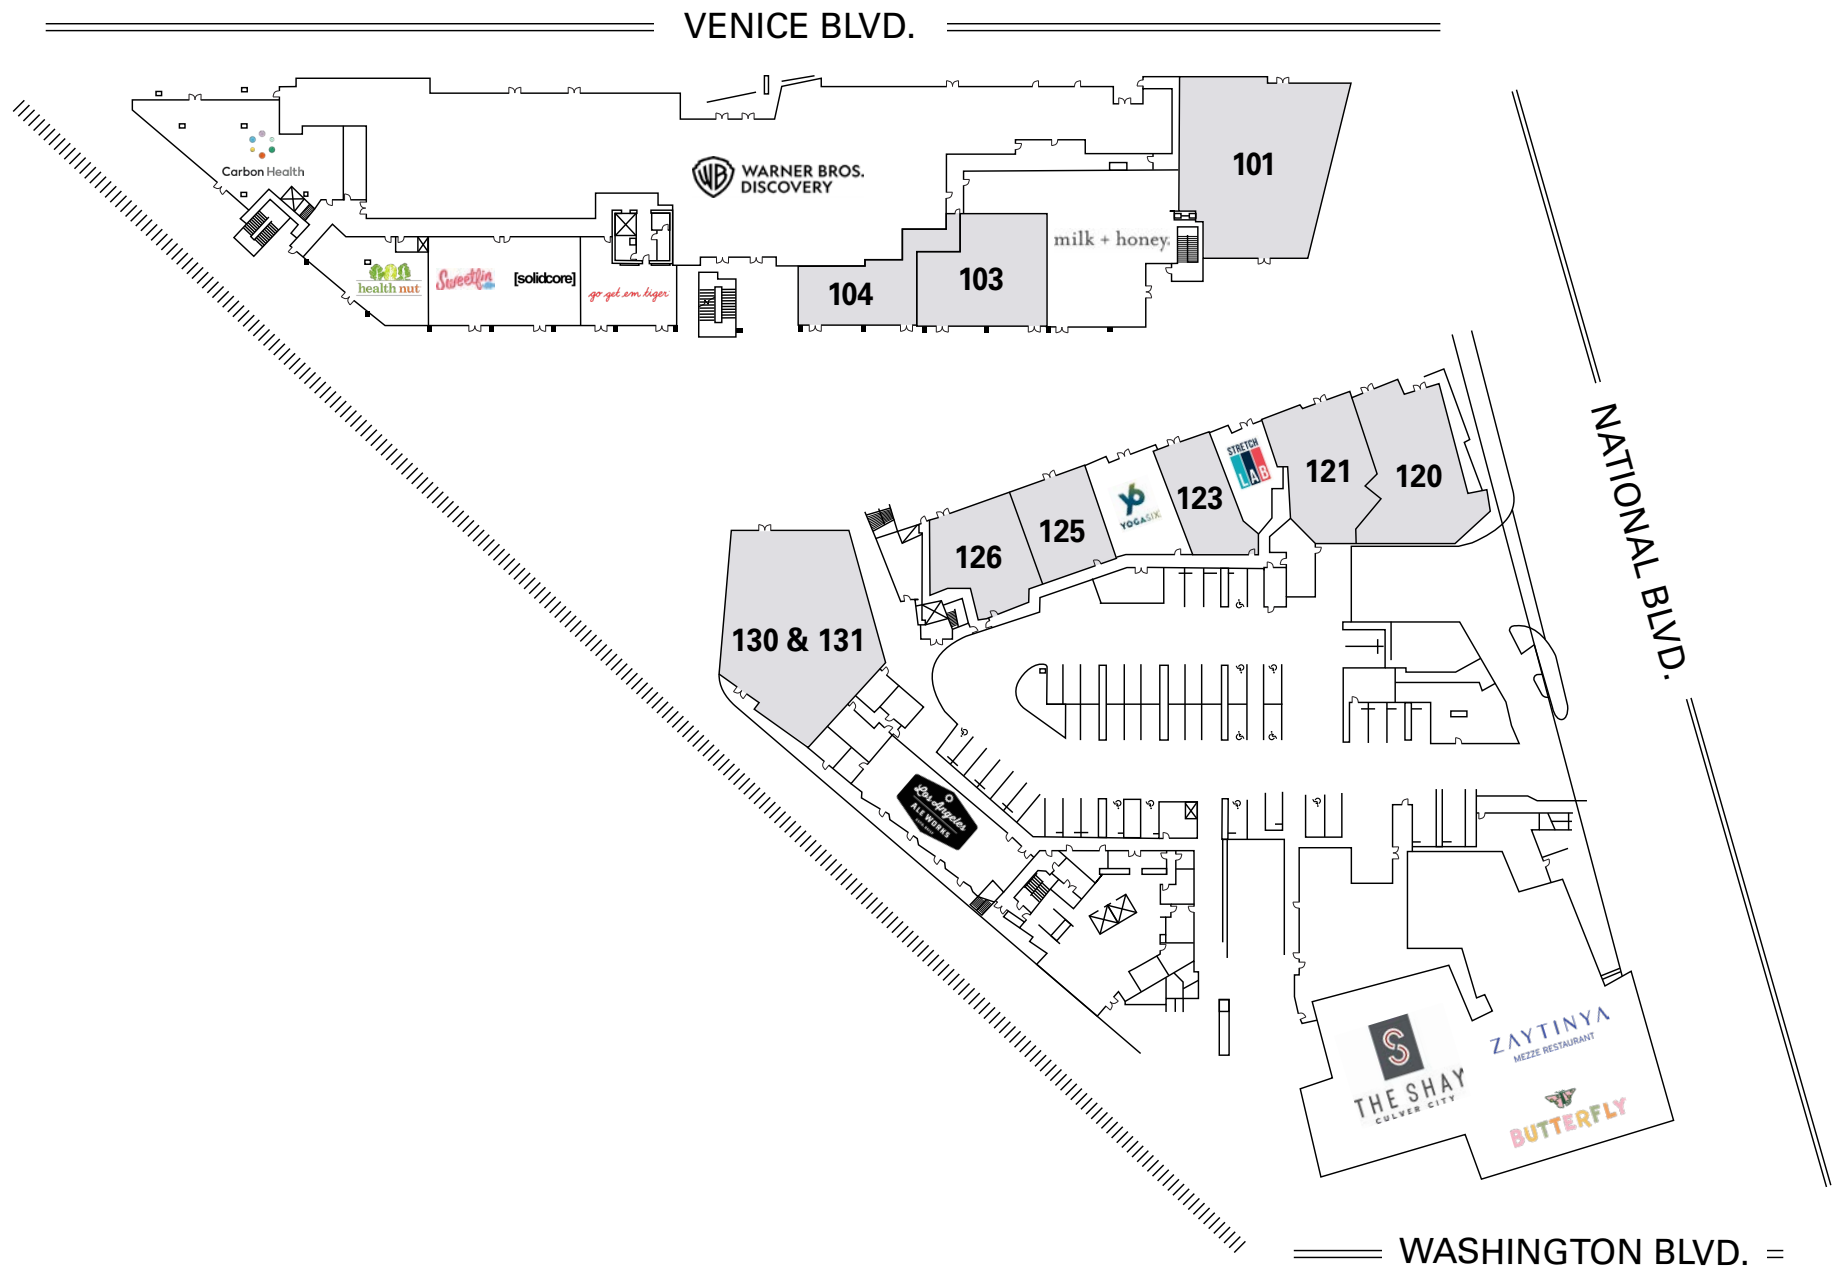 VENICE BLVD.
Carbon Health
WB
WARNER BROS.
DISCOVERY
101
milk + honey.
health nut
Sweetfin
[solidcore]
go get em tiger
104
103
NATIONAL BLVD.
STRETCH
LAB
121
120
123
Y6
YOGASIX
125
126
130 & 131
Los Angeles
ALE WORKS
S
THE SHAY
CULVER CITY
ZAYTINYA
MEZZE RESTAURANT
BUTTERFLY
WASHINGTON BLVD.